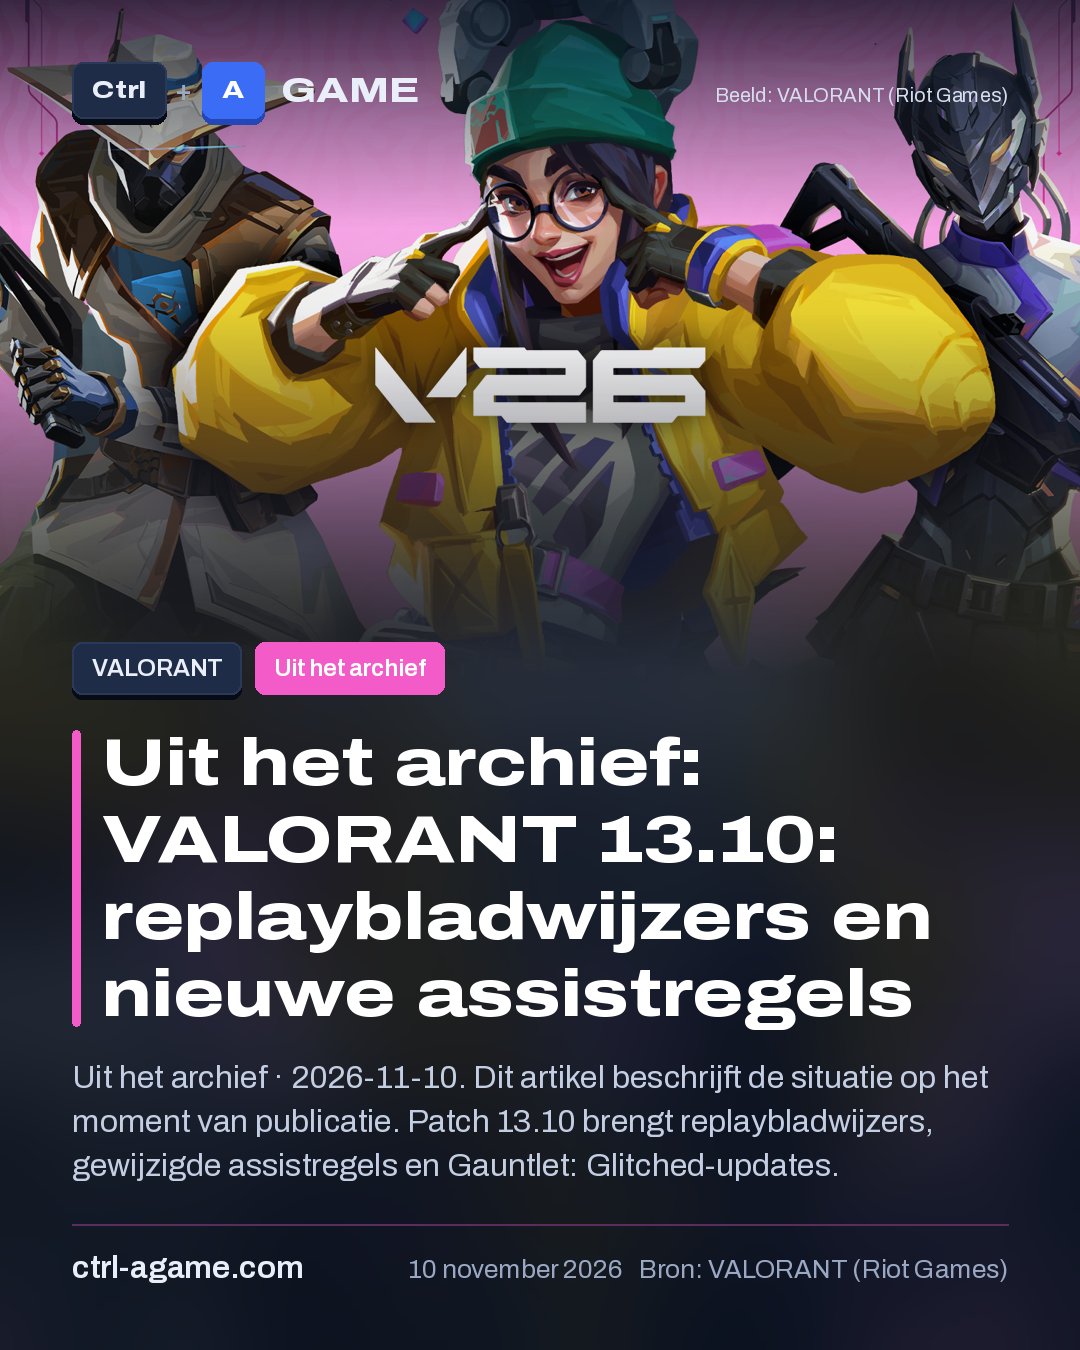 Ctrl + A GAME
Beeld: VALORANT (Riot Games)
V26
VALORANT
Uit het archief
Uit het archief:
VALORANT 13.10:
replaybladwijzers en
nieuwe assistregels
Uit het archief · 2026-11-10. Dit artikel beschrijft de situatie op het
moment van publicatie. Patch 13.10 brengt replaybladwijzers,
gewijzigde assistregels en Gauntlet: Glitched-updates.
ctrl-agame.com
10 november 2026 Bron: VALORANT (Riot Games)